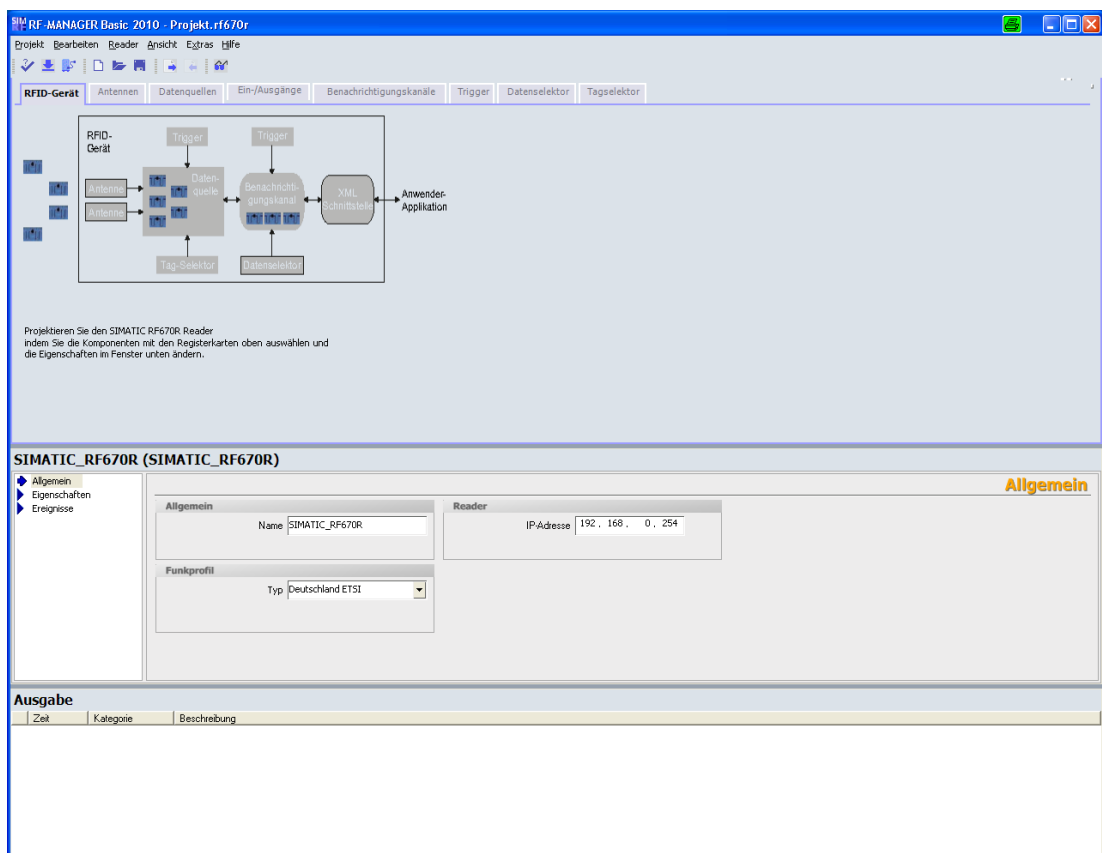 SIM RF-MANAGER Basic 2010 - Projekt.rf670r
Projekt Bearbeiten Reader Ansicht Extras Hilfe
RFID-Gerät Antennen Datenquellen Ein-/Ausgänge Benachrichtigungskanäle Trigger Datenselektor Tagselektor
RFID-
Gerät
Trigger
Trigger
Antenne
Antenne
Daten-
quelle
Benachrichti-
gungskanal
XML
Schnittstelle
Anwender-
Applikation
Tag-Selektor
Datenselektor
Projektieren Sie den SIMATIC RF670R Reader
indem Sie die Komponenten mit den Registerkarten oben auswählen und
die Eigenschaften im Fenster unten ändern.
SIMATIC_RF670R (SIMATIC_RF670R)
Allgemein
Eigenschaften
Ereignisse
Allgemein
Allgemein
Name SIMATIC_RF670R
Reader
IP-Adresse 192 . 168 . 0 . 254
Funkprofil
Typ Deutschland ETSI
Ausgabe
Zeit Kategorie Beschreibung